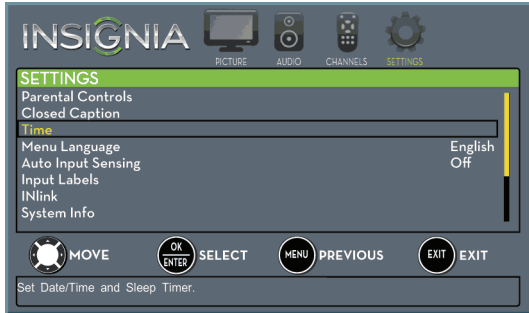 INSIGNIA
PICTURE AUDIO CHANNELS SETTINGS
SETTINGS
Parental Controls
Closed Caption
Time
Menu Language English
Auto Input Sensing Off
Input Labels
INlink
System Info
MOVE OK ENTER SELECT MENU PREVIOUS EXIT EXIT
Set Date/Time and Sleep Timer.